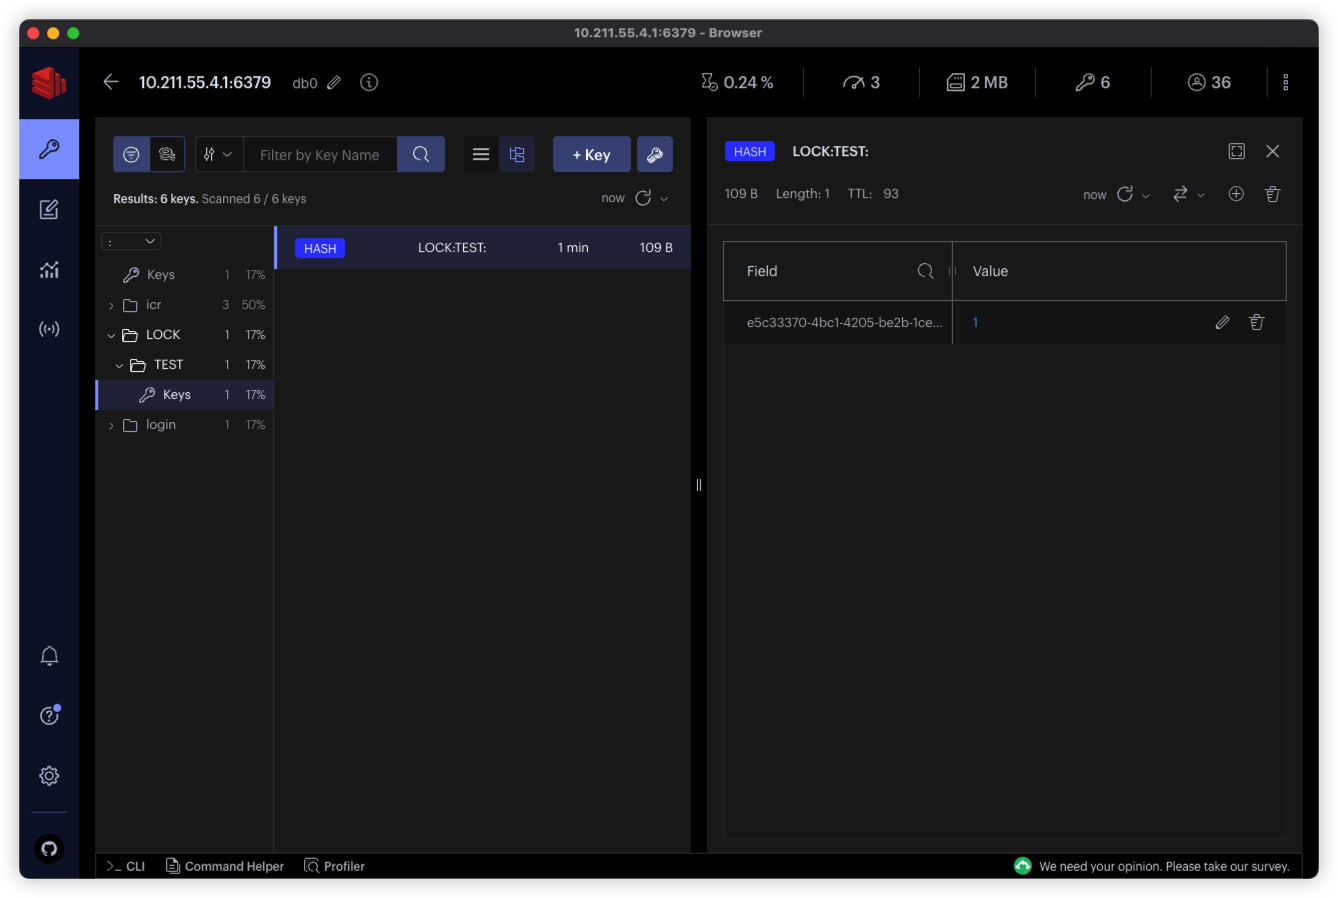 10.211.55.4.1:6379 - Browser
10.211.55.4.1:6379 db0 0.24 % 3 2 MB 6 36
Filter by Key Name + Key
Results: 6 keys. Scanned 6 / 6 keys now
:
Keys 1 17%
icr 3 50%
LOCK 1 17%
TEST 1 17%
Keys 1 17%
login 1 17%
HASH LOCK:TEST: 1 min 109 B
HASH LOCK:TEST:
109 B Length: 1 TTL: 93 now
Field Value
e5c33370-4bc1-4205-be2b-1ce... 1
>_ CLI Command Helper Profiler
We need your opinion. Please take our survey.